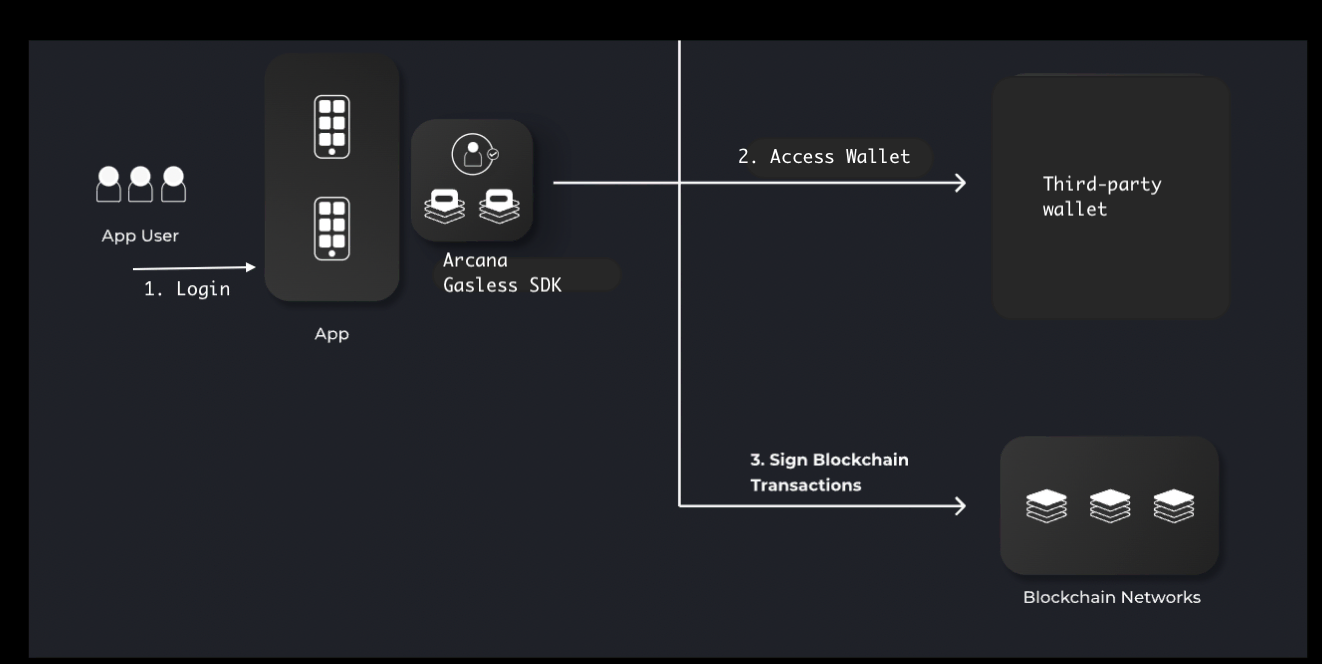 App User
1. Login
App
Arcana
Gasless SDK
2. Access Wallet
Third-party
wallet
3. Sign Blockchain
Transactions
Blockchain Networks